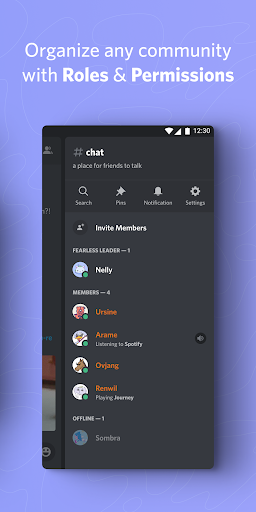 Organize any community
with Roles & Permissions
12:30
# chat
a place for friends to talk
Search
Pins
Notification
Settings
Invite Members
FEARLESS LEADER — 1
Nelly
MEMBERS — 4
Ursine
Arame
Listening to Spotify
Ovjang
Renwil
Playing Journey
OFFLINE — 1
Sombra
?!